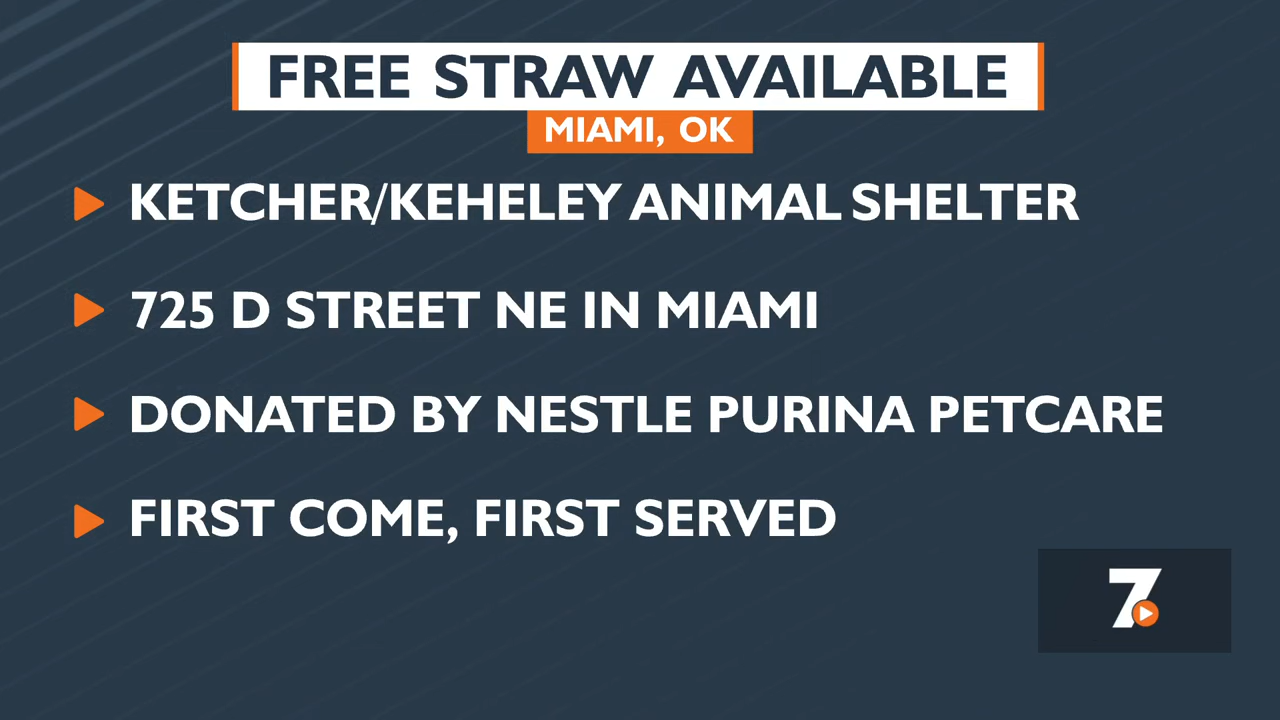 FREE STRAW AVAILABLE
MIAMI, OK
KETCHER/KEHELEY ANIMAL SHELTER
725 D STREET NE IN MIAMI
DONATED BY NESTLE PURINA PETCARE
FIRST COME, FIRST SERVED
7